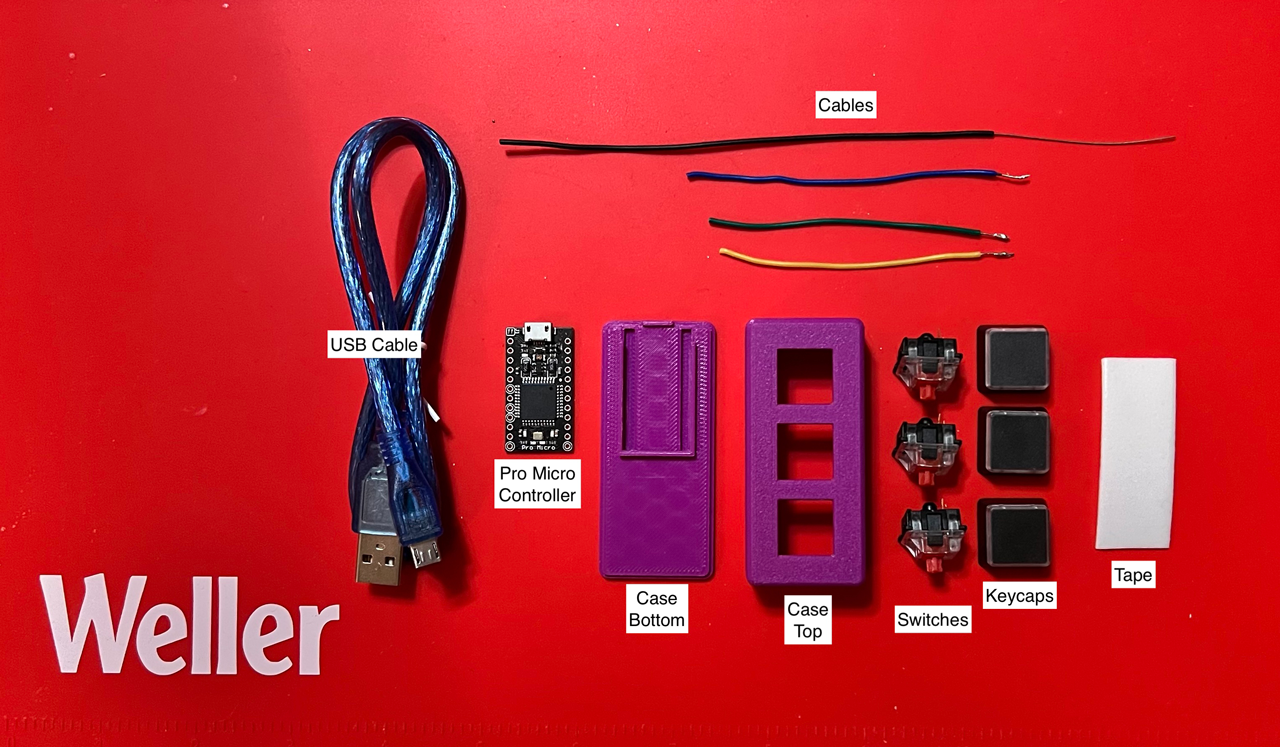 Cables
USB Cable
Pro Micro
Pro Micro
Controller
Case
Bottom
Case
Top
Switches
Keycaps
Tape
Weller